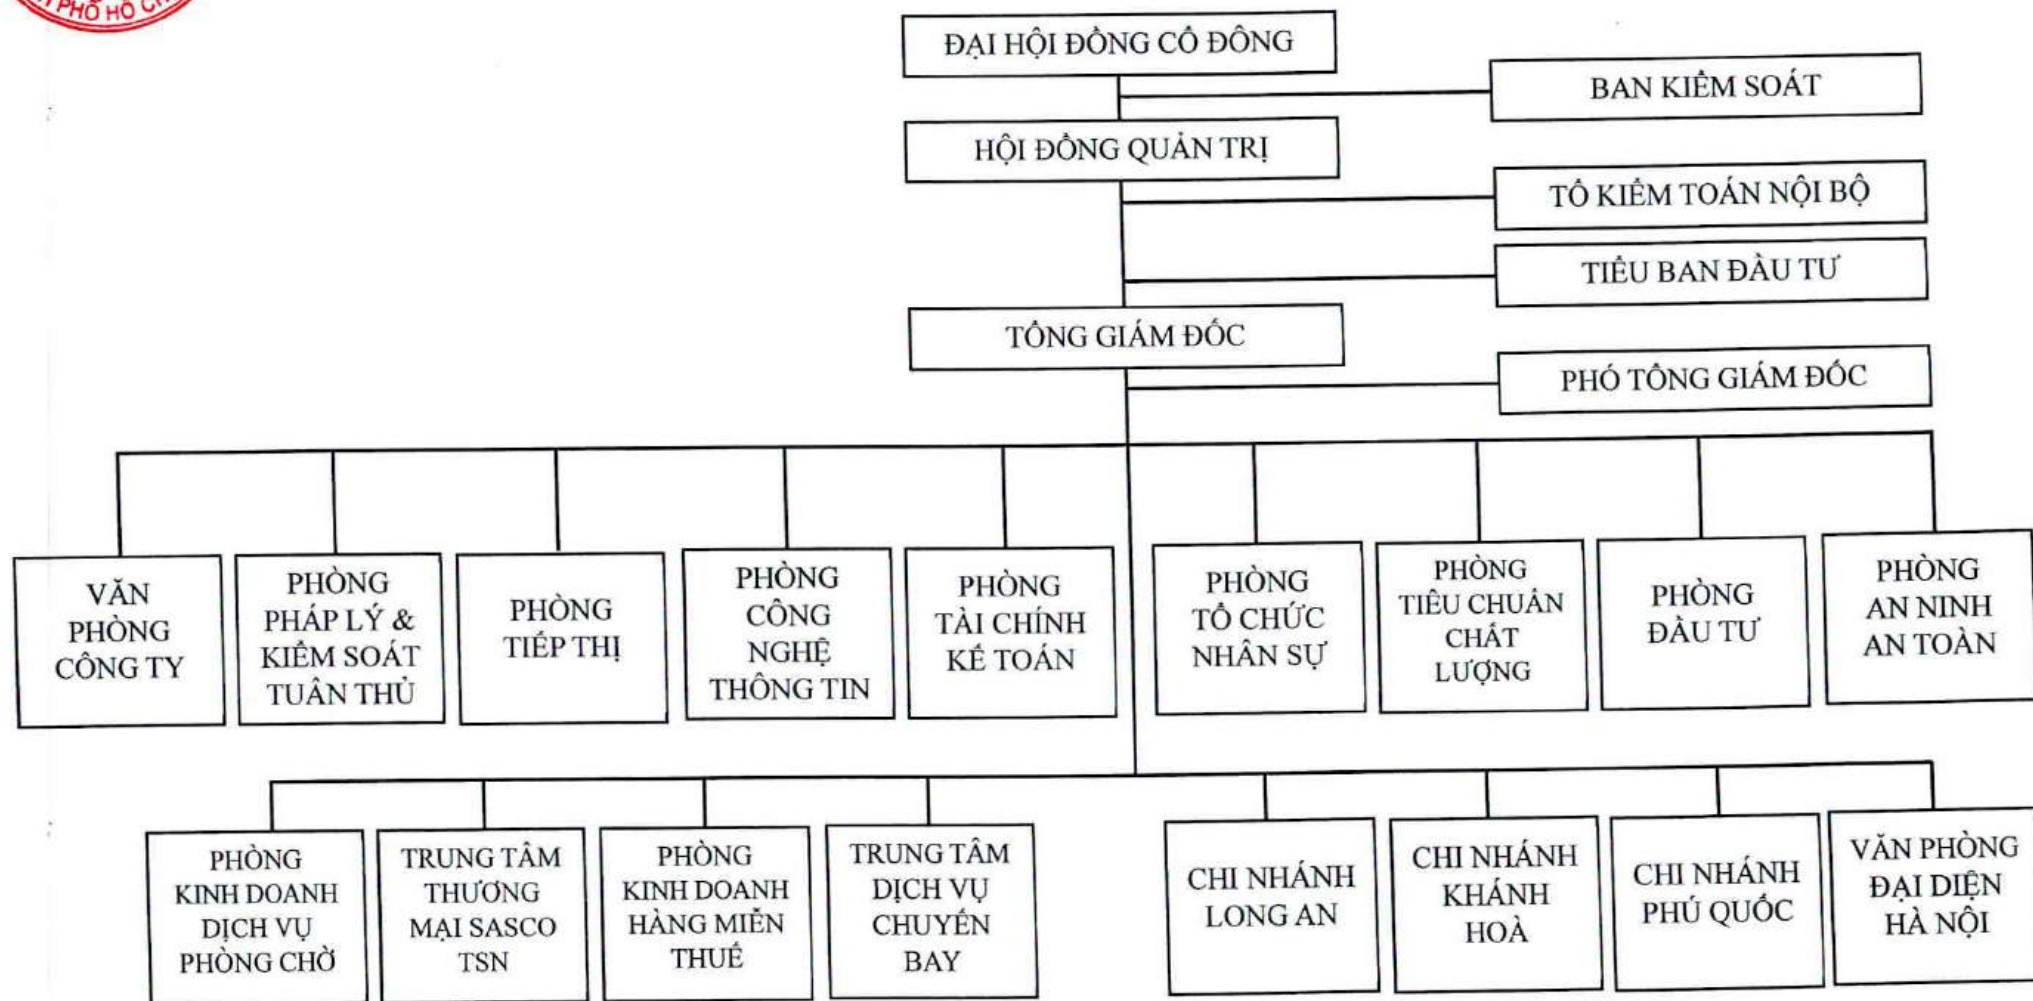 PHỐ HỒ CH
ĐẠI HỘI ĐỒNG CỔ ĐÔNG
BAN KIỂM SOÁT
HỘI ĐỒNG QUẢN TRỊ
TỔ KIỂM TOÁN NỘI BỘ
TIỂU BAN ĐẦU TƯ
TỔNG GIÁM ĐỐC
PHÓ TỔNG GIÁM ĐỐC
VĂN
PHÒNG
CÔNG TY
PHÒNG
PHÁP LÝ &
KIỂM SOÁT
TUÂN THỦ
PHÒNG
TIẾP THỊ
PHÒNG
CÔNG
NGHỆ
THÔNG TIN
PHÒNG
TÀI CHÍNH
KẾ TOÁN
PHÒNG
TỔ CHỨC
NHÂN SỰ
PHÒNG
TIÊU CHUẨN
CHẤT
LƯỢNG
PHÒNG
ĐẦU TƯ
PHÒNG
AN NINH
AN TOÀN
PHÒNG
KINH DOANH
DỊCH VỤ
PHÒNG CHỜ
TRUNG TÂM
THƯƠNG
MẠI SASCO
TSN
PHÒNG
KINH DOANH
HÀNG MIỄN
THUẾ
TRUNG TÂM
DỊCH VỤ
CHUYẾN
BAY
CHI NHÁNH
LONG AN
CHI NHÁNH
KHÁNH
HOÀ
CHI NHÁNH
PHÚ QUỐC
VĂN PHÒNG
ĐẠI DIỆN
HÀ NỘI